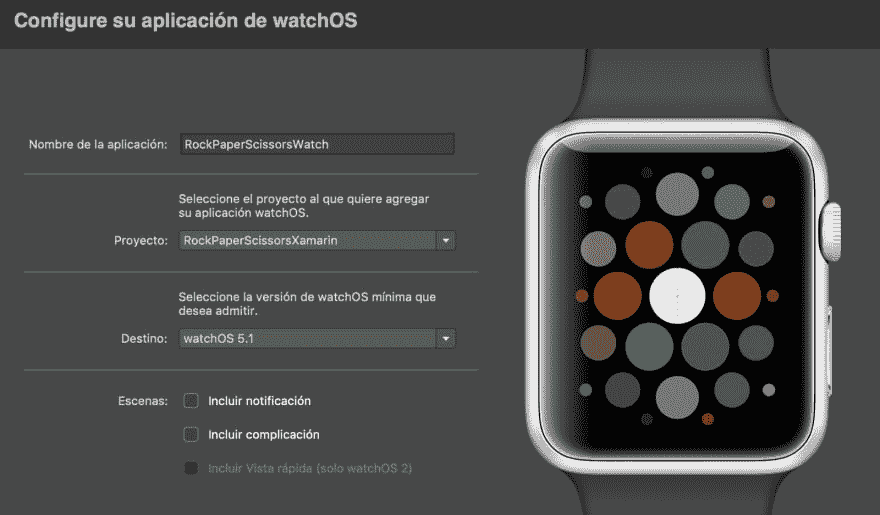 Configure su aplicación de watchOS
Nombre de la aplicación: RockPaperScissorsWatch
Seleccione el proyecto al que quiere agregar
su aplicación watchOS.
Proyecto: RockPaperScissorsXamarin
Seleccione la versión de watchOS mínima que
desea admitir.
Destino: watchOS 5.1
Escenas: Incluir notificación
Incluir complicación
Incluir Vista rápida (solo watchOS 2)